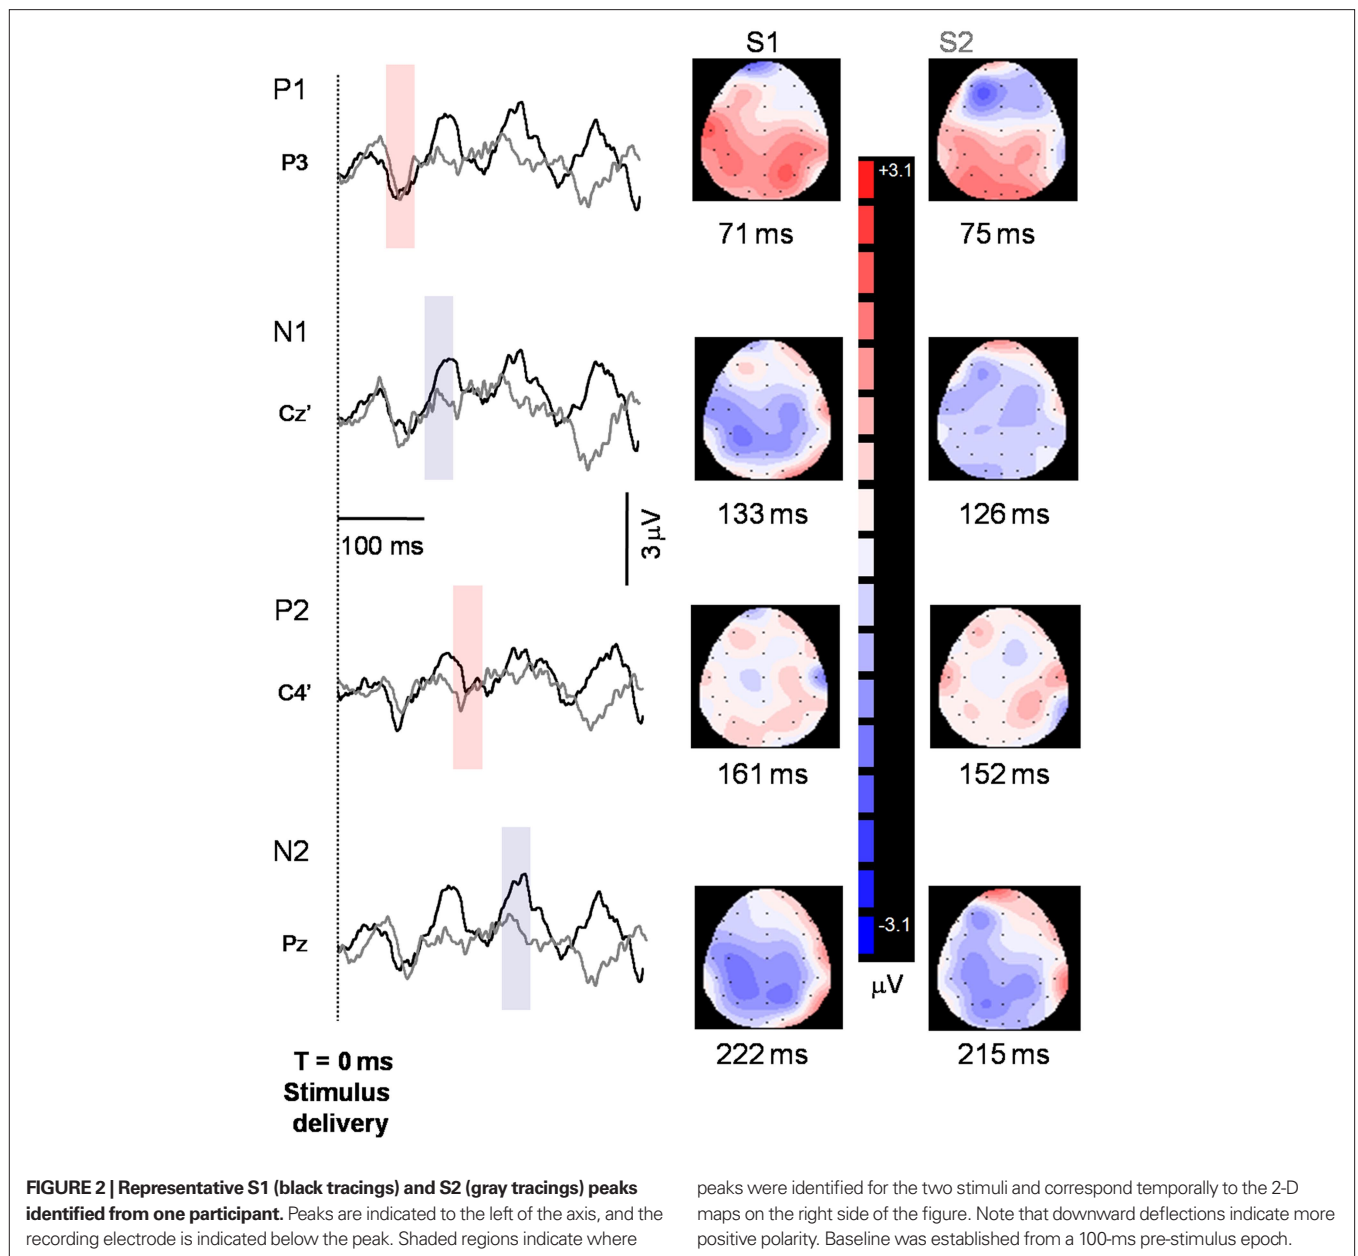 S1
S2
P1
P3
+3.1
71 ms
75 ms
N1
Cz'
133 ms
126 ms
100 ms
3 µV
P2
C4'
161 ms
152 ms
N2
Pz
-3.1
µV
222 ms
215 ms
T = 0 ms
Stimulus
delivery
FIGURE 2 | Representative S1 (black tracings) and S2 (gray tracings) peaks
identified from one participant. Peaks are indicated to the left of the axis, and the
recording electrode is indicated below the peak. Shaded regions indicate where
peaks were identified for the two stimuli and correspond temporally to the 2-D
maps on the right side of the figure. Note that downward deflections indicate more
positive polarity. Baseline was established from a 100-ms pre-stimulus epoch.